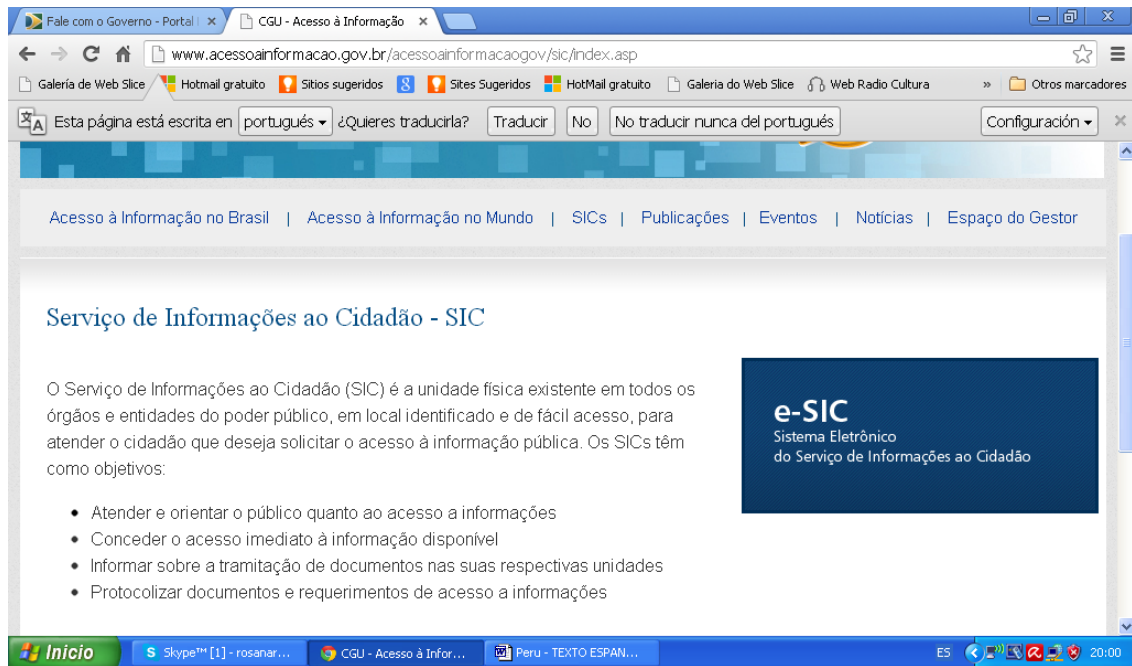 Fale com o Governo - Portal
CGU - Acesso à Informação
www.acessoainformacao.gov.br/acessoainformacaogov/sic/index.asp
Galería de Web Slice
Hotmail gratuito
Sitios sugeridos
Sites Sugeridos
HotMail gratuito
Galeria do Web Slice
Web Radio Cultura
»
Otros marcadores
Esta página está escrita en português ¿Quieres traducirla? Traducir No No traducir nunca del portugués Configuración
Acesso à Informação no Brasil | Acesso à Informação no Mundo | SICs | Publicações | Eventos | Notícias | Espaço do Gestor
Serviço de Informações ao Cidadão - SIC
O Serviço de Informações ao Cidadão (SIC) é a unidade física existente em todos os
órgãos e entidades do poder público, em local identificado e de fácil acesso, para
atender o cidadão que deseja solicitar o acesso à informação pública. Os SICs têm
como objetivos:
• Atender e orientar o público quanto ao acesso a informações
• Conceder o acesso imediato à informação disponível
• Informar sobre a tramitação de documentos nas suas respectivas unidades
• Protocolizar documentos e requerimentos de acesso a informações
e-SIC
Sistema Eletrônico
do Serviço de Informações ao Cidadão
Inicio
Skype™ [1] - rosanar...
CGU - Acesso à Infor...
Peru - TEXTO ESPAN...
ES
20:00